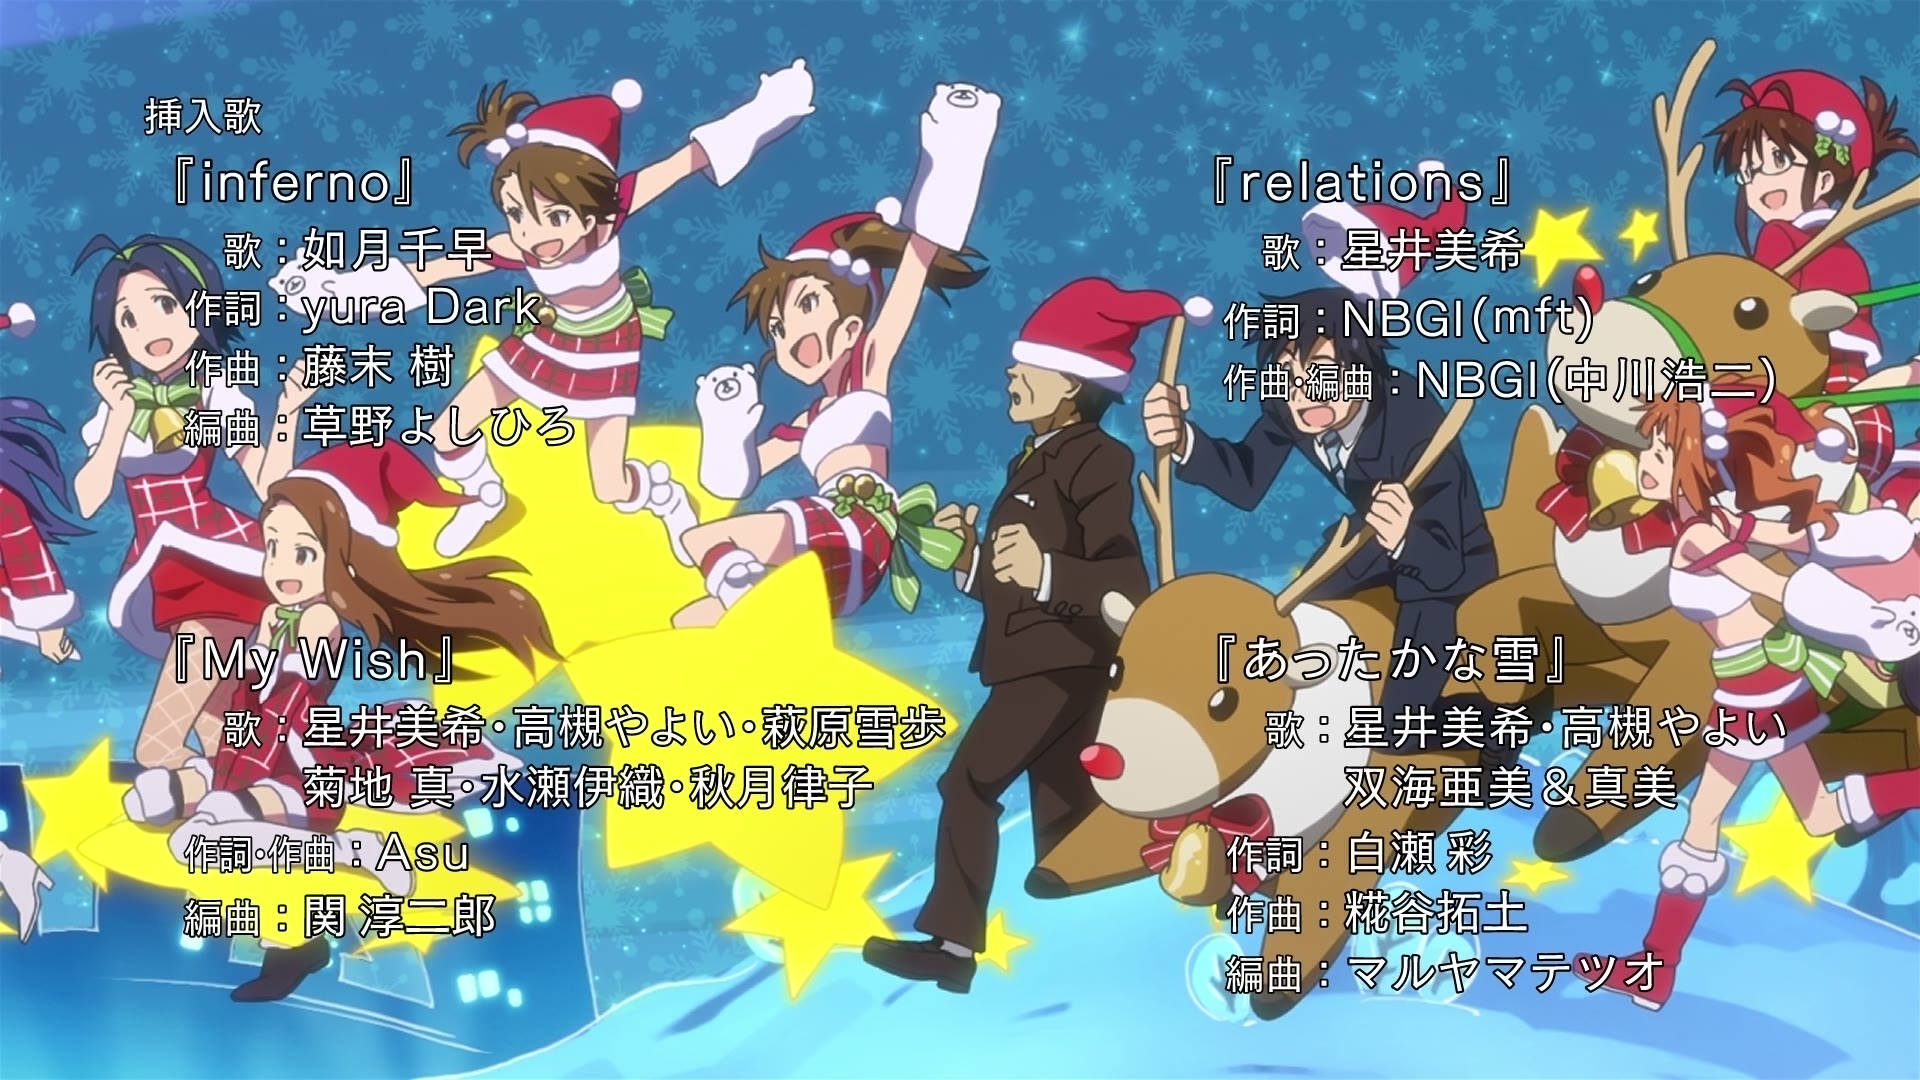 挿入歌
『inferno』
歌：如月千早
作詞：yura Dark
作曲：藤末 樹
編曲：草野よしひろ
『relations』
歌：星井美希
作詞：NBGI(mft)
作曲・編曲：NBGI(中川浩二)
『My Wish』
歌：星井美希・高槻やよい・萩原雪歩
菊地 真・水瀬伊織・秋月律子
作詞・作曲：Asu
編曲：関 淳二郎
『あったかな雪』
歌：星井美希・高槻やよい
双海亜美＆真美
作詞：白瀬 彩
作曲：糀谷拓土
編曲：マルヤマテツオ